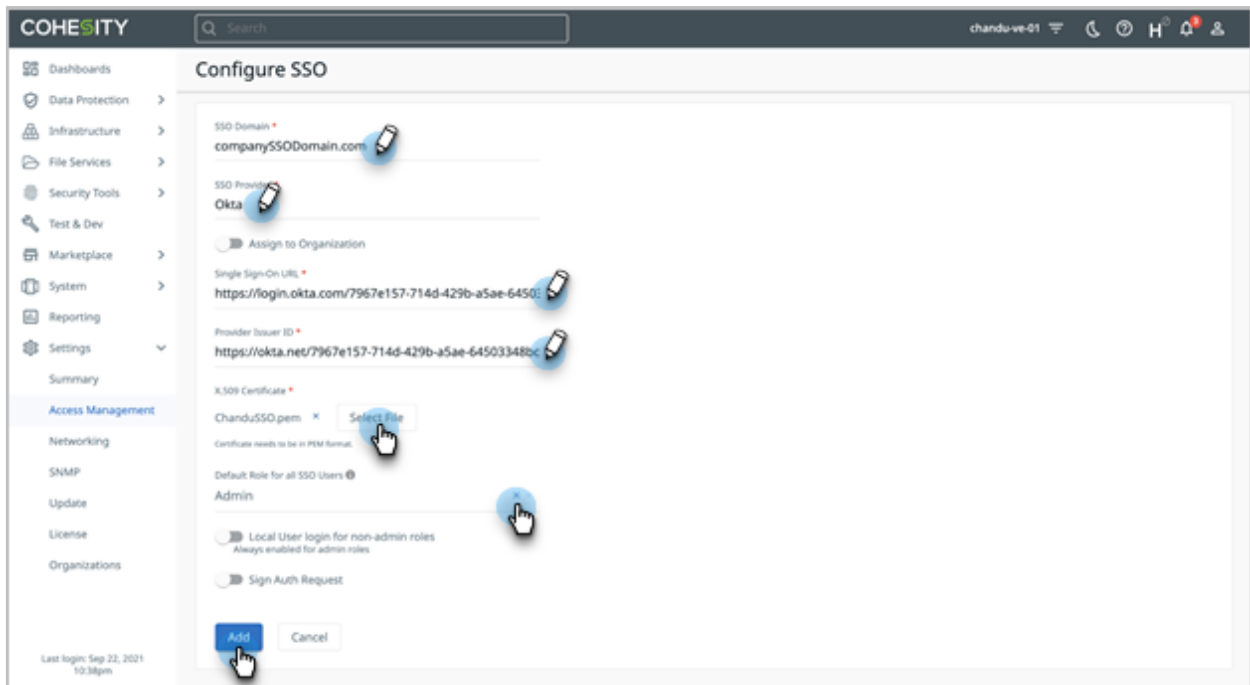 COHESITY
Search
chandu-ve-01
H
Dashboards
Data Protection
Infrastructure
File Services
Security Tools
Test & Dev
Marketplace
System
Reporting
Settings
Summary
Access Management
Networking
SNMP
Update
License
Organizations
Last login: Sep 22, 2021
10:38pm
Configure SSO
SSO Domain *
companySSODomain.com
SSO Provider
Okta
Assign to Organization
Single Sign-On URL *
https://login.okta.com/7967e157-714d-429b-a5ae-64503
Provider Issuer ID *
https://okta.net/7967e157-714d-429b-a5ae-64503348bc
X.509 Certificate *
ChanduSSO.pem × Select File
Certificate needs to be in PEM format.
Default Role for all SSO Users
Admin ×
Local User login for non-admin roles
Always enabled for admin roles
Sign Auth Request
Add Cancel